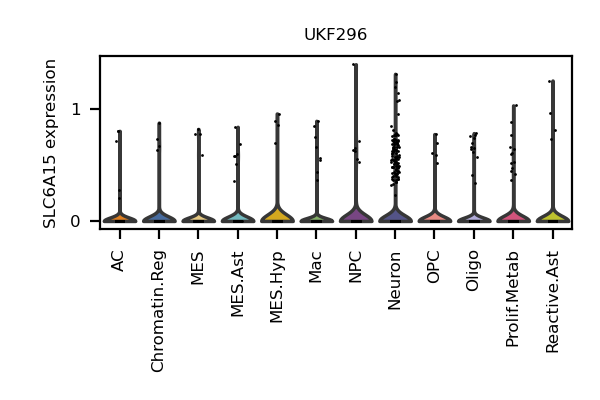 UKF296
SLC6A15 expression
1
0
AC
Chromatin.Reg
MES
MES.Ast
MES.Hyp
Mac
NPC
Neuron
OPC
Oligo
Prolif.Metab
Reactive.Ast